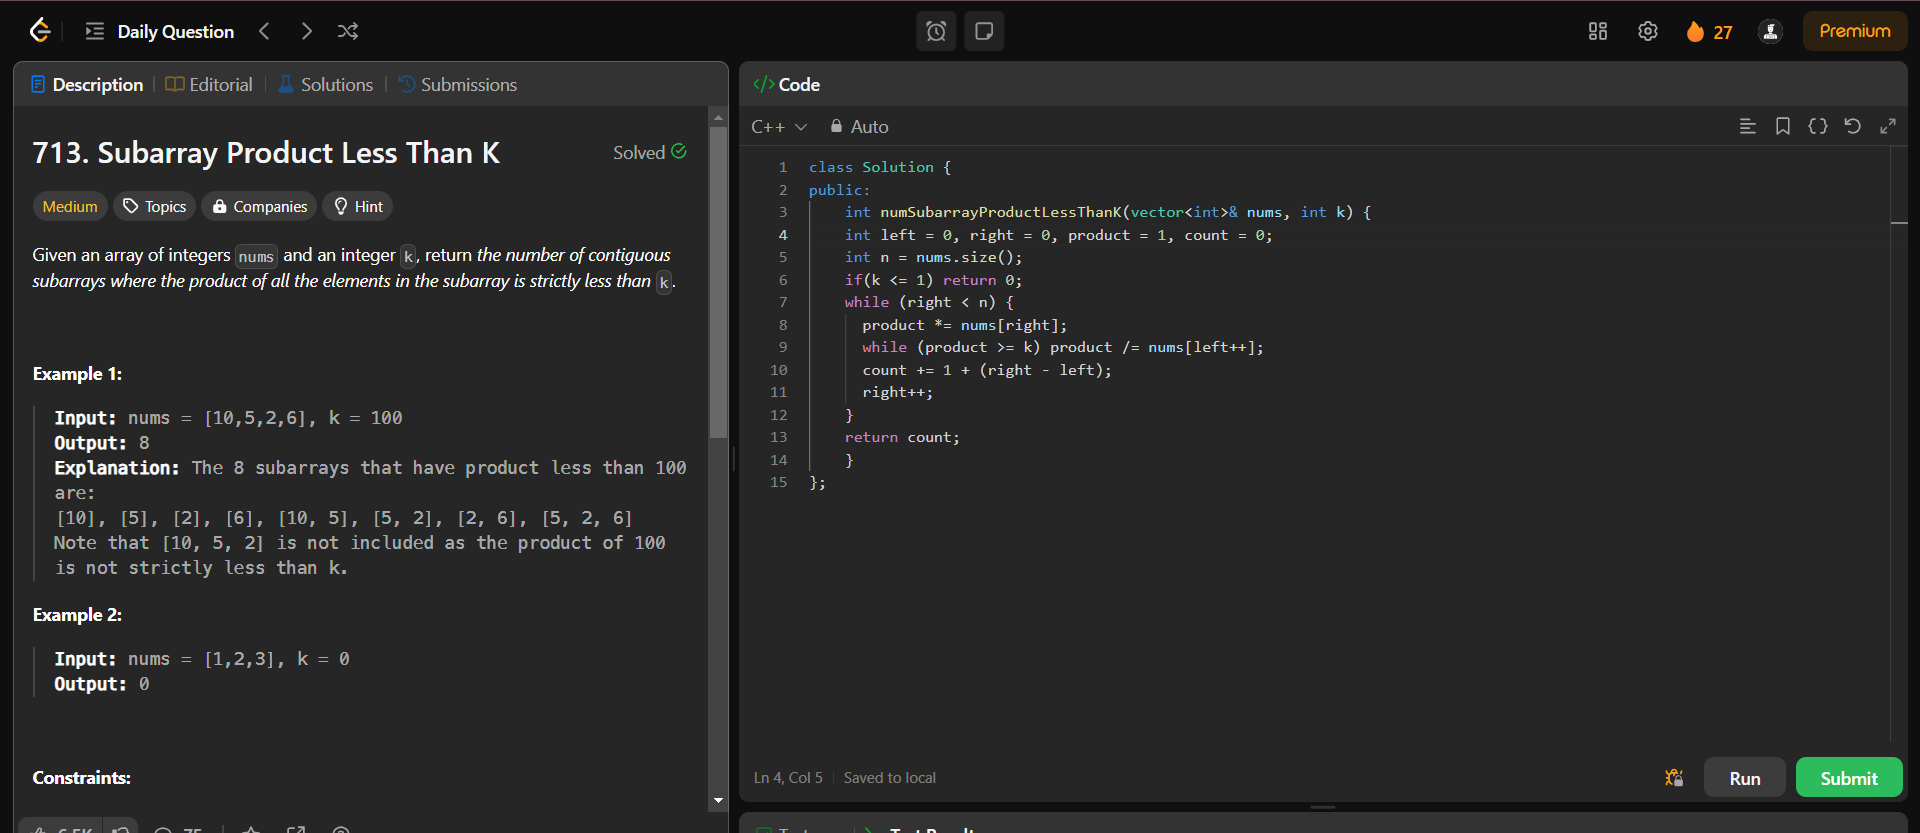 Daily Question
27
Premium
Description
Editorial
Solutions
Submissions
713. Subarray Product Less Than K
Solved
Medium
Topics
Companies
Hint
Given an array of integers nums and an integer k, return the number of contiguous
subarrays where the product of all the elements in the subarray is strictly less than k.
Example 1:
Input: nums = [10,5,2,6], k = 100
Output: 8
Explanation: The 8 subarrays that have product less than 100
are:
[10], [5], [2], [6], [10, 5], [5, 2], [2, 6], [5, 2, 6]
Note that [10, 5, 2] is not included as the product of 100
is not strictly less than k.
Example 2:
Input: nums = [1,2,3], k = 0
Output: 0
Constraints:
6.5K
75
</> Code
C++
Auto
1 class Solution {
2 public:
3 int numSubarrayProductLessThanK(vector<int>& nums, int k) {
4 int left = 0, right = 0, product = 1, count = 0;
5 int n = nums.size();
6 if(k <= 1) return 0;
7 while (right < n) {
8 product *= nums[right];
9 while (product >= k) product /= nums[left++];
10 count += 1 + (right - left);
11 right++;
12 }
13 return count;
14 }
15 };
Ln 4, Col 5
Saved to local
Run
Submit
Test Result